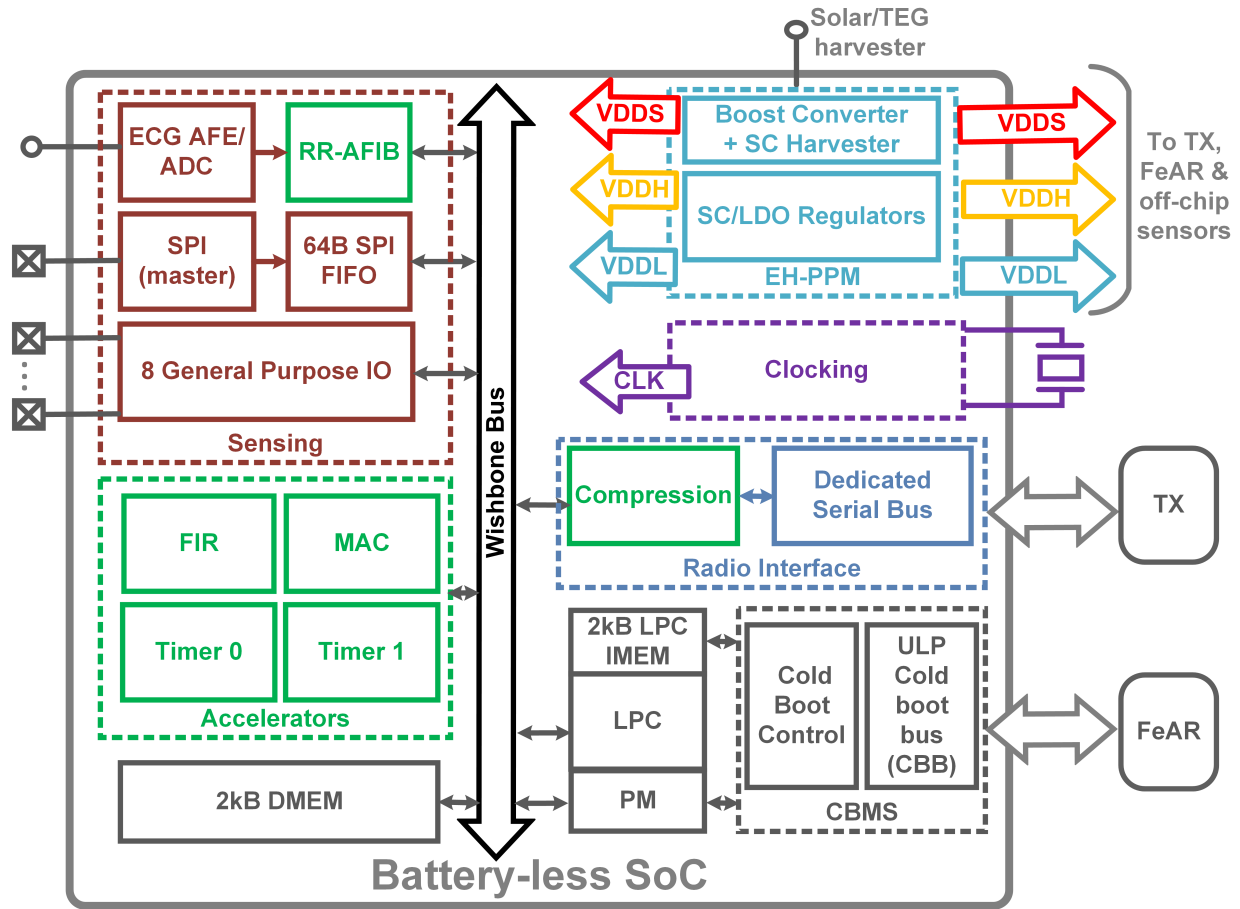 Solar/TEG
harvester
ECG AFE/
ADC
RR-AFIB
SPI
(master)
64B SPI
FIFO
8 General Purpose IO
Sensing
FIR
MAC
Timer 0
Timer 1
Accelerators
2kB DMEM
Wishbone Bus
VDDS
VDDH
VDDL
Boost Converter
+ SC Harvester
SC/LDO Regulators
EH-PPM
VDDS
VDDH
VDDL
To TX,
FeAR &
off-chip
sensors
CLK
Clocking
Compression
Dedicated
Serial Bus
Radio Interface
TX
2kB LPC
IMEM
LPC
PM
Cold
Boot
Control
ULP
Cold
boot
bus
(CBB)
CBMS
FeAR
Battery-less SoC